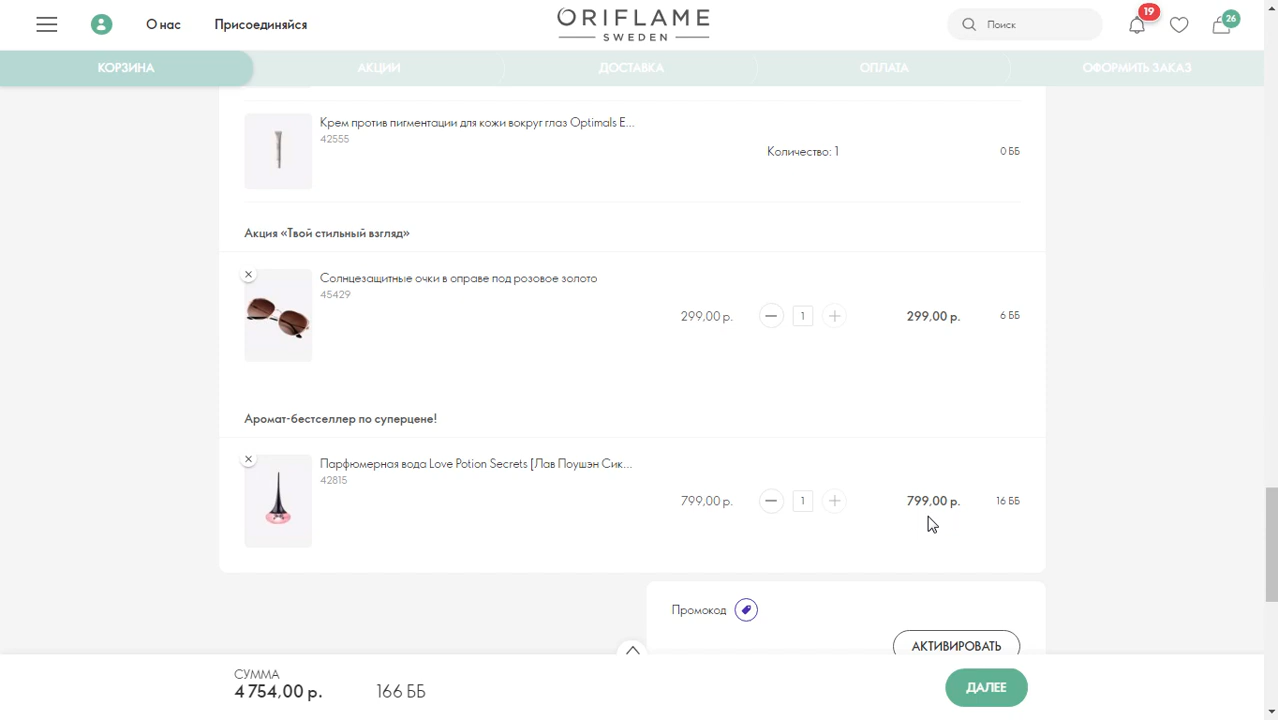 О нас
Присоединяйся
ORIFLAME
SWEDEN
Поиск
19
26
КОРЗИНА
АКЦИИ
ДОСТАВКА
ОПЛАТА
ОФОРМИТЬ ЗАКАЗ
Крем против пигментации для кожи вокруг глаз Optimals E...
42555
Количество: 1
0 ББ
Акция «Твой стильный взгляд»
Солнцезащитные очки в оправе под розовое золото
45429
299,00 р.
1
299,00 р.
6 ББ
Аромат-бестселлер по суперцене!
Парфюмерная вода Love Potion Secrets [Лав Поушэн Сик...
42815
799,00 р.
1
799,00 р.
16 ББ
Промокод
АКТИВИРОВАТЬ
СУММА
4 754,00 р.
166 ББ
ДАЛЕЕ